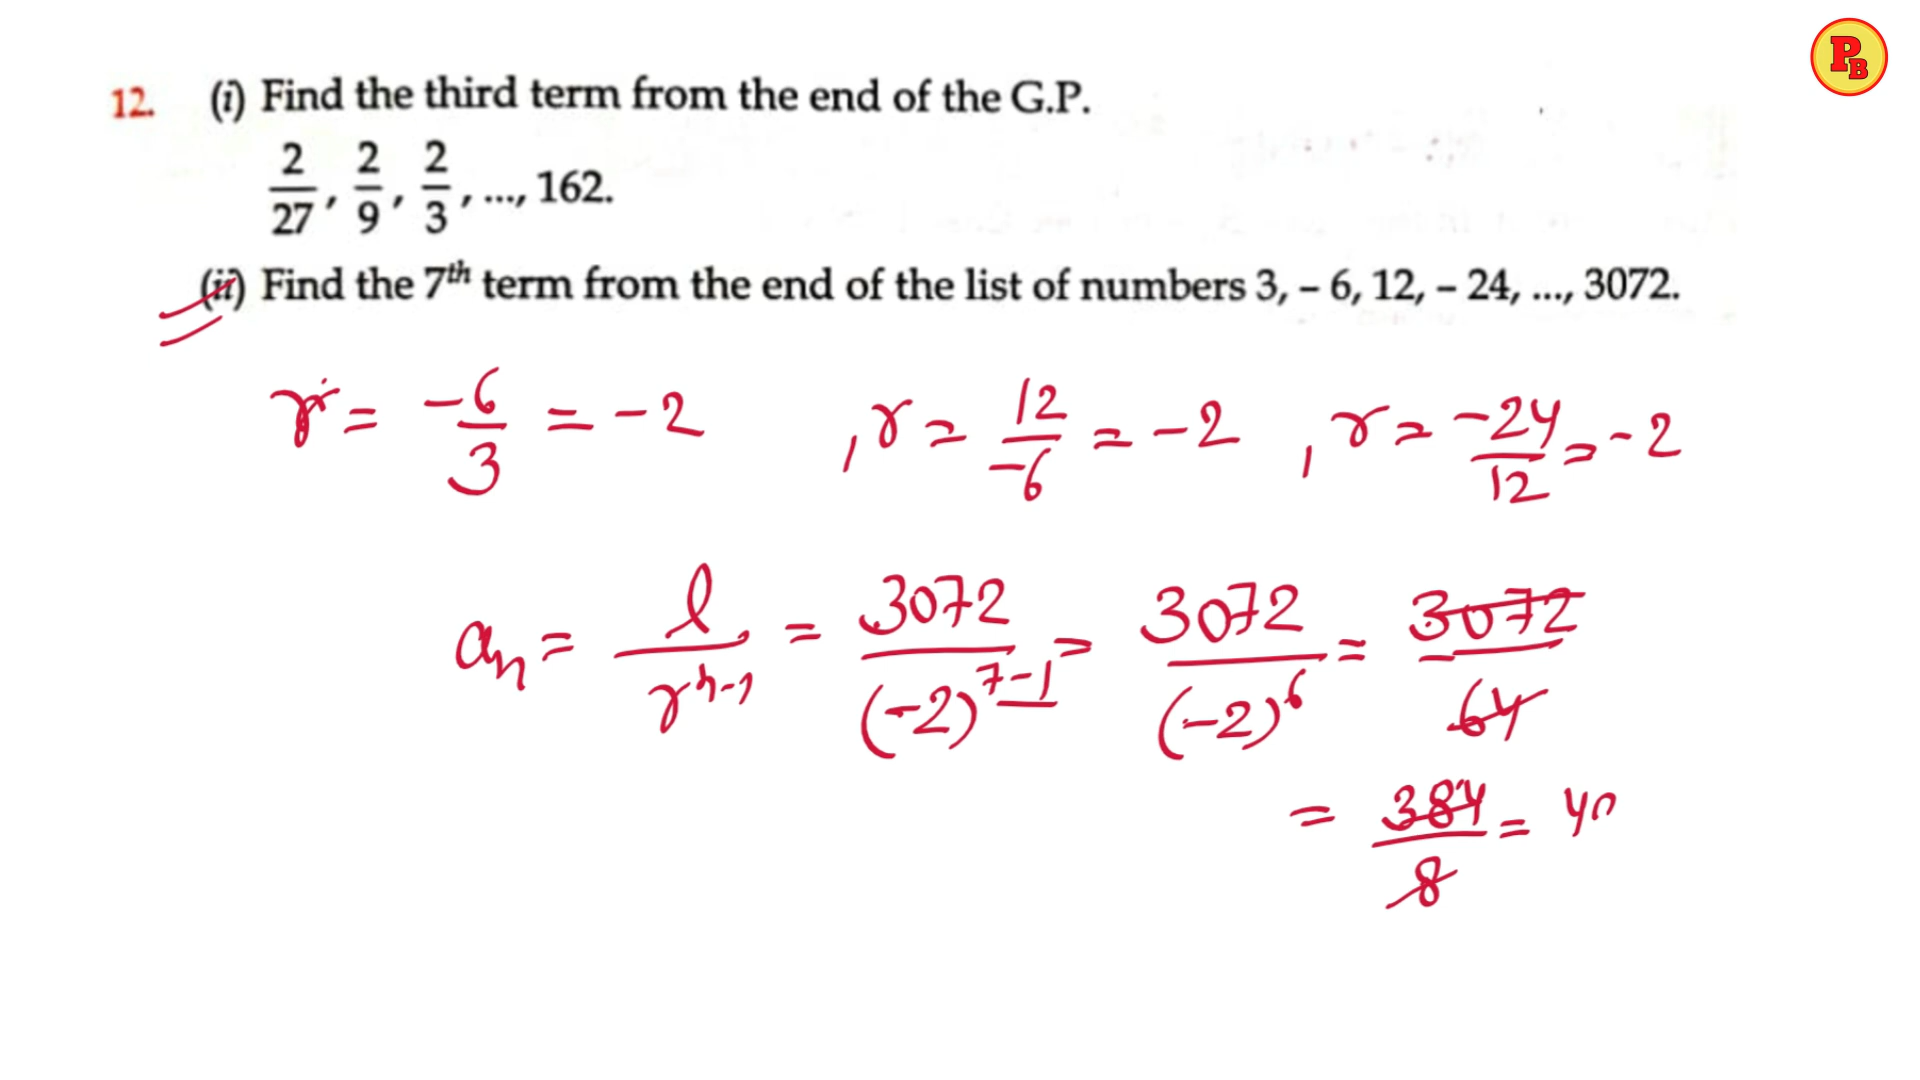 PB
12. (i) Find the third term from the end of the G.P.
2/27, 2/9, 2/3, ..., 162.
(ii) Find the 7th term from the end of the list of numbers 3, – 6, 12, – 24, ..., 3072.
r = -6/3 = -2 , r = 12/-6 = -2 , r = -24/12 = -2
an = l/r^n-1 = 3072/(-2)^7-1 = 3072/(-2)^6 = 3072/64
= 384/8 = 4